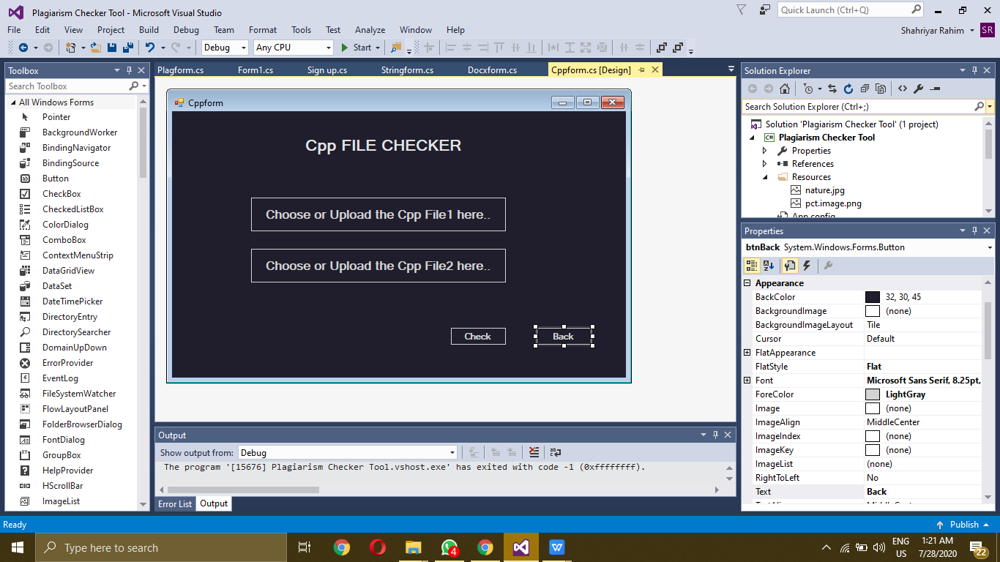 Plagiarism Checker Tool - Microsoft Visual Studio
Quick Launch (Ctrl+Q)
File Edit View Project Build Debug Team Format Tools Test Analyze Window Help
Shahriyar Rahim SR
Debug Any CPU Start
Toolbox
Search Toolbox
All Windows Forms
Pointer
BackgroundWorker
BindingNavigator
BindingSource
Button
CheckBox
CheckedListBox
ColorDialog
ComboBox
ContextMenuStrip
DataGridView
DataSet
DateTimePicker
DirectoryEntry
DirectorySearcher
DomainUpDown
ErrorProvider
EventLog
FileSystemWatcher
FlowLayoutPanel
FolderBrowserDialog
FontDialog
GroupBox
HelpProvider
HScrollBar
ImageList
Plagform.cs Form1.cs Sign up.cs Stringform.cs Docxform.cs Cppform.cs [Design]
Cppform
Cpp FILE CHECKER
Choose or Upload the Cpp File1 here..
Choose or Upload the Cpp File2 here..
Check Back
Output
Show output from: Debug
The program '[15676] Plagiarism Checker Tool.vshost.exe' has exited with code -1 (0xffffffff).
Error List Output
Solution Explorer
Search Solution Explorer (Ctrl+;)
Solution 'Plagiarism Checker Tool' (1 project)
C# Plagiarism Checker Tool
Properties
References
Resources
nature.jpg
pct.image.png
App.config
Properties
btnBack System.Windows.Forms.Button
Appearance
BackColor 32, 30, 45
BackgroundImage (none)
BackgroundImageLayout Tile
Cursor Default
FlatAppearance
FlatStyle Flat
Font Microsoft Sans Serif, 8.25pt,
ForeColor LightGray
Image (none)
ImageAlign MiddleCenter
ImageIndex (none)
ImageKey (none)
ImageList (none)
RightToLeft No
Text Back
TextAlign MiddleCenter
Ready
Publish
Type here to search
4
ENG
US
1:21 AM
7/28/2020
22